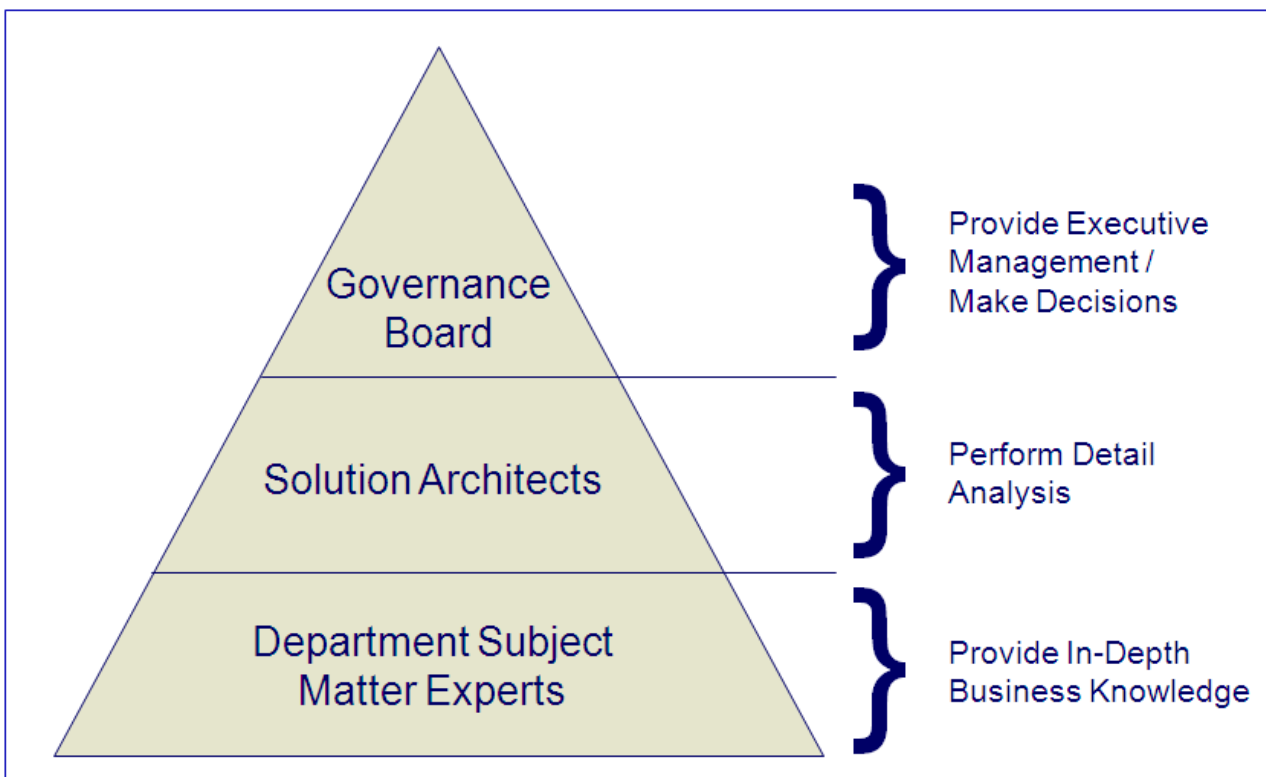 Governance
Board
Provide Executive
Management /
Make Decisions
Solution Architects
Perform Detail
Analysis
Department Subject
Matter Experts
Provide In-Depth
Business Knowledge